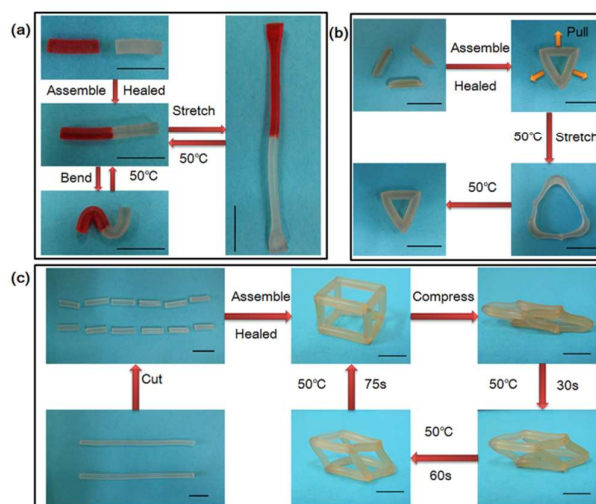 (a)
Assemble Healed
Stretch
50℃
Bend 50℃
(b)
Assemble
Healed
Pull
50℃ Stretch
50℃
(c)
Assemble
Healed
Compress
Cut
50℃ 75s
50℃ 30s
50℃
60s